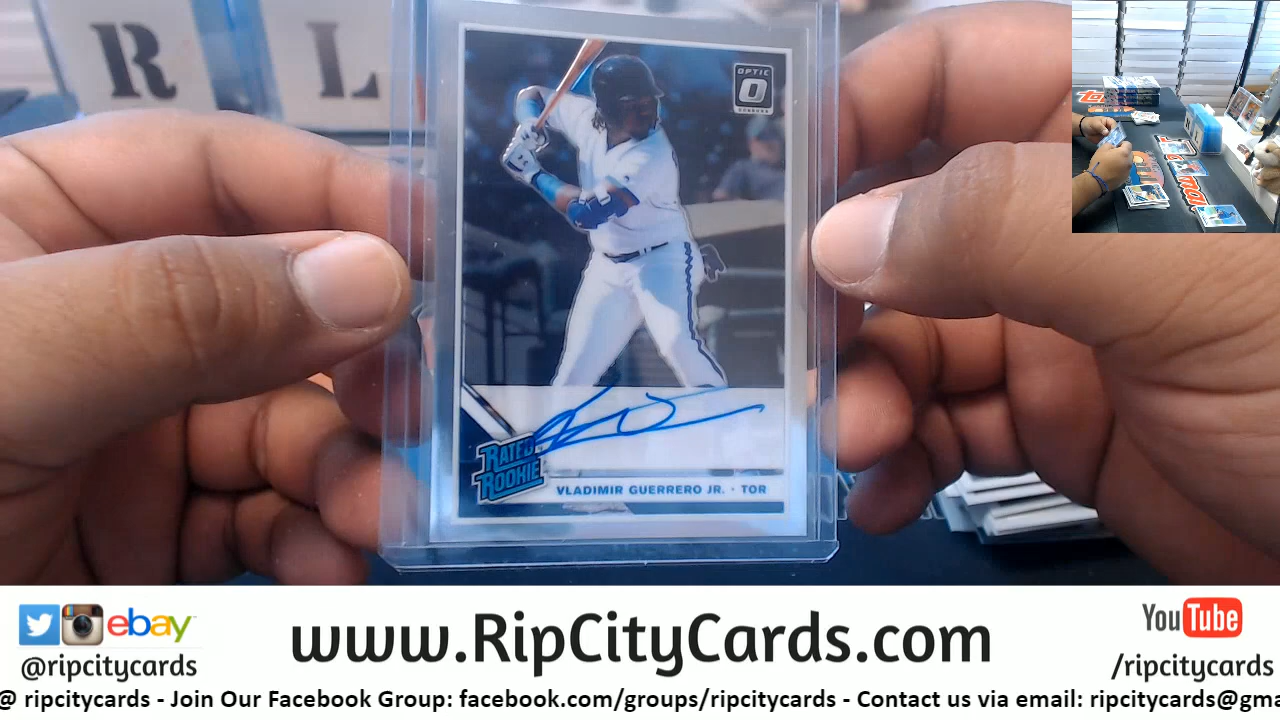 R L
OPTIC
O
RATED
ROOKIE
VLADIMIR GUERRERO JR. · TOR
ebay
@ripcitycards
www.RipCityCards.com
YouTube
/ripcitycards
@ ripcitycards - Join Our Facebook Group: facebook.com/groups/ripcitycards - Contact us via email: ripcitycards@gma